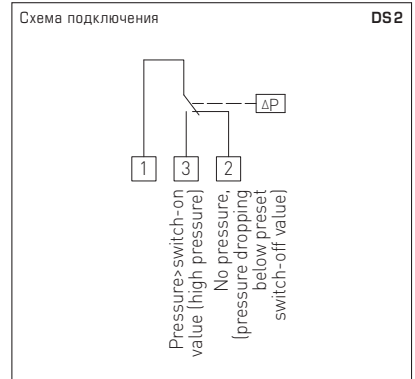 Схема подключения
DS2
ΔP
1
3
2
Pressure>switch-on
value (high pressure)
No pressure,
(pressure dropping
below preset
switch-off value)